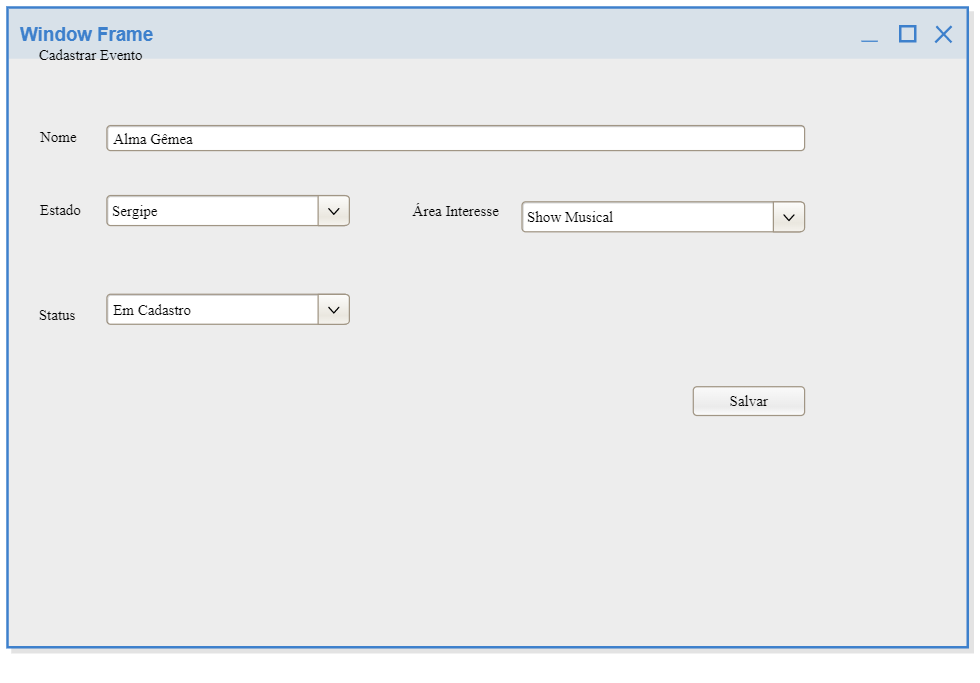 Window Frame
Cadastrar Evento
Nome
Alma Gêmea
Estado
Sergipe
Área Interesse
Show Musical
Status
Em Cadastro
Salvar